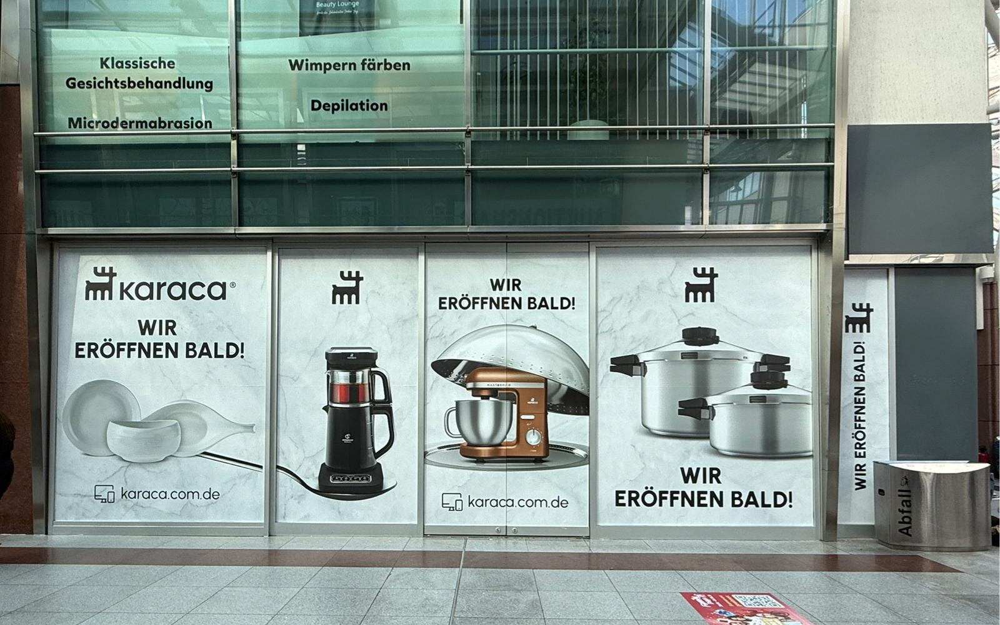 Beauty Lounge
Klassische
Gesichtsbehandlung
Microdermabrasion
Wimpern färben
Depilation
karaca®
WIR
ERÖFFNEN BALD!
karaca.com.de
WIR
ERÖFFNEN BALD!
MASTERMAID
karaca.com.de
WIR
ERÖFFNEN BALD!
WIR ERÖFFNEN BALD!
Abfall